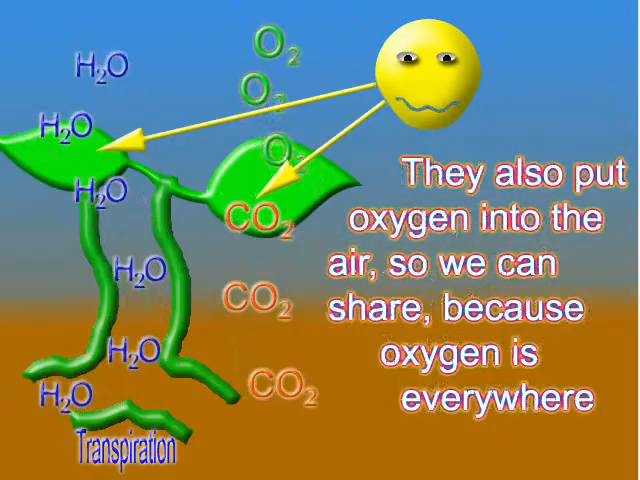 O2
H2O
O2
H2O
O2
H2O
CO2
H2O
CO2
H2O
CO2
H2O
Transpiration
They also put
oxygen into the
air, so we can
share, because
oxygen is
everywhere